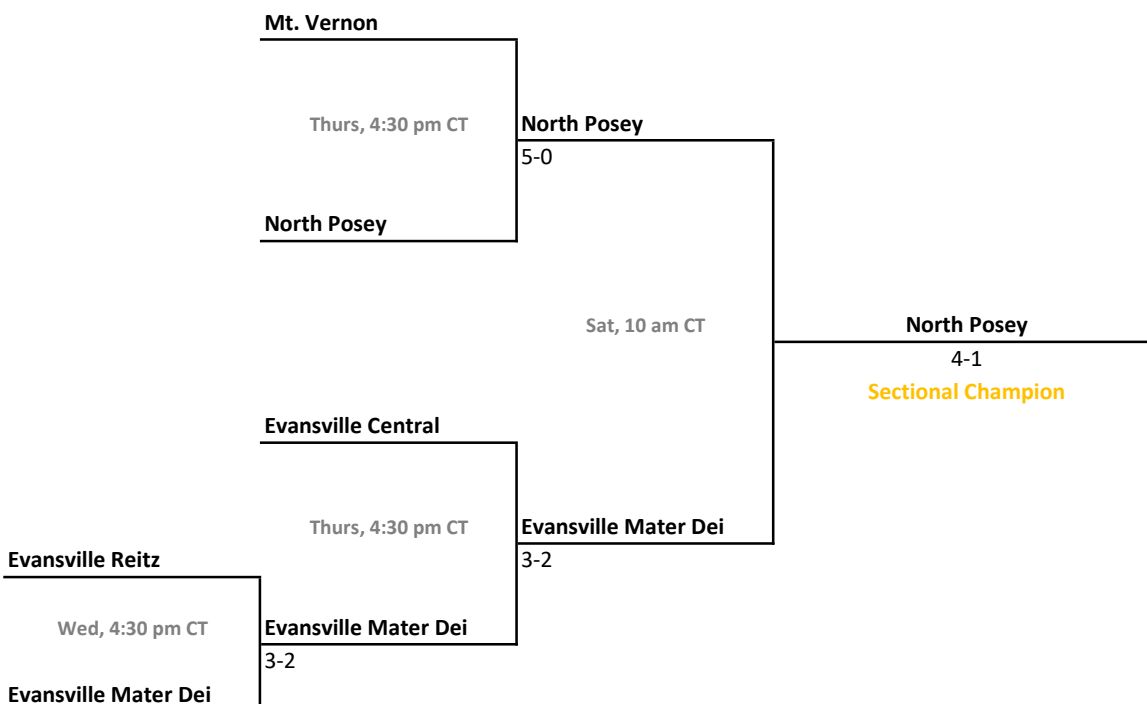 Mt. Vernon
Thurs, 4:30 pm CT
North Posey
5-0
North Posey
Sat, 10 am CT
North Posey
4-1
Sectional Champion
Evansville Central
Thurs, 4:30 pm CT
Evansville Mater Dei
3-2
Evansville Reitz
Wed, 4:30 pm CT
Evansville Mater Dei
3-2
Evansville Mater Dei